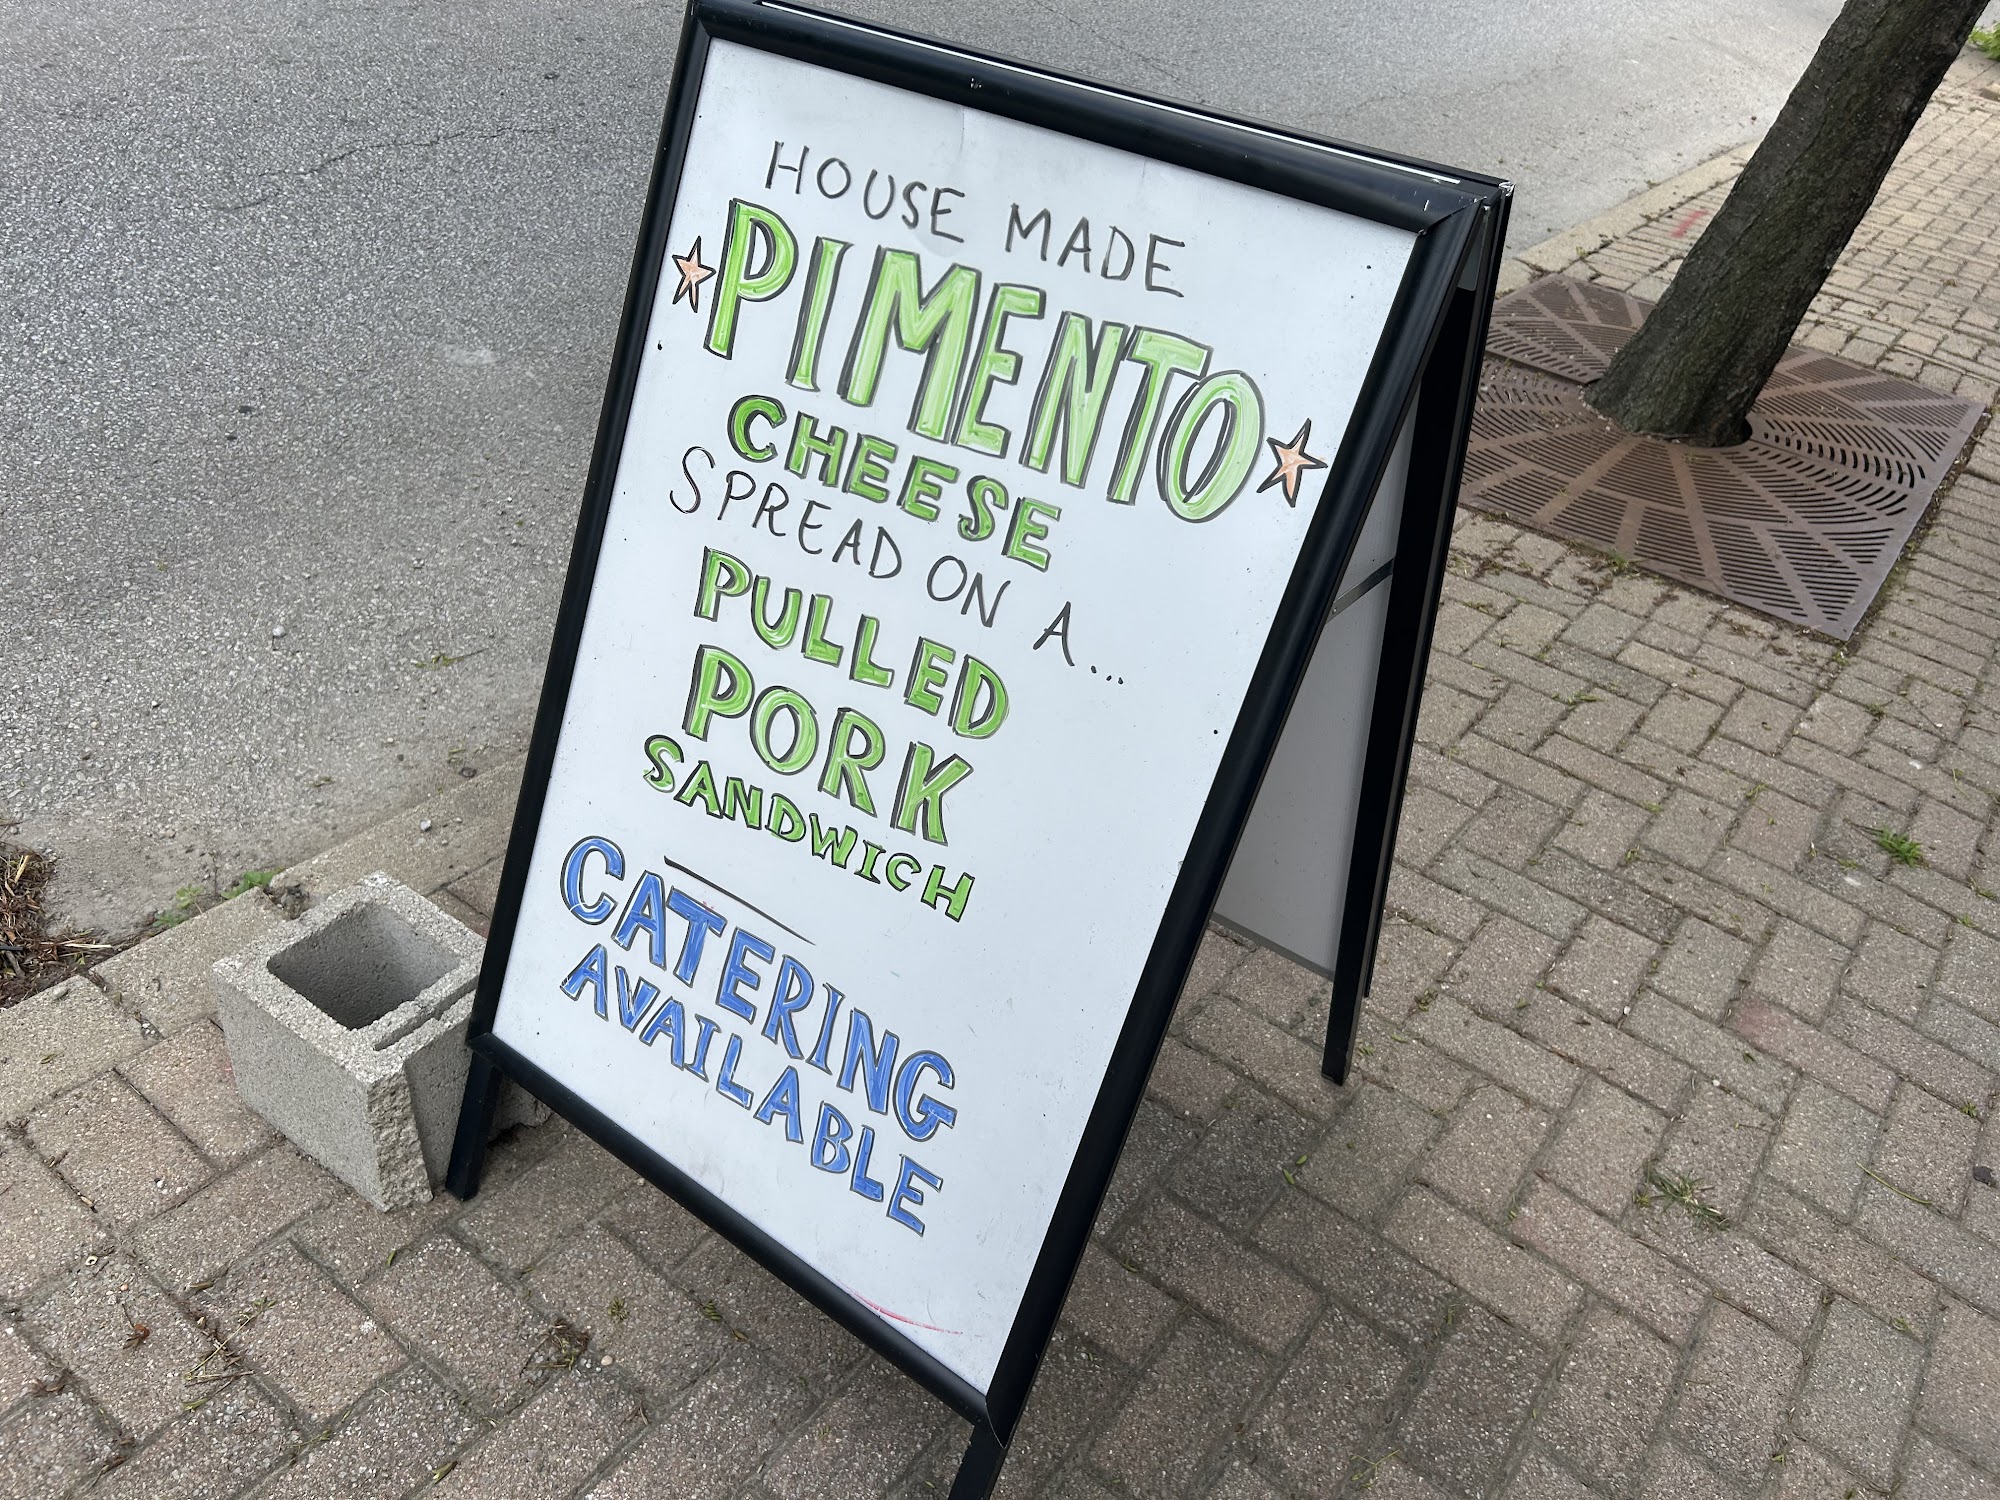 HOUSE MADE
PIMENTO
CHEESE
SPREAD ON A...
PULLED
PORK
SANDWICH
CATERING
AVAILABLE